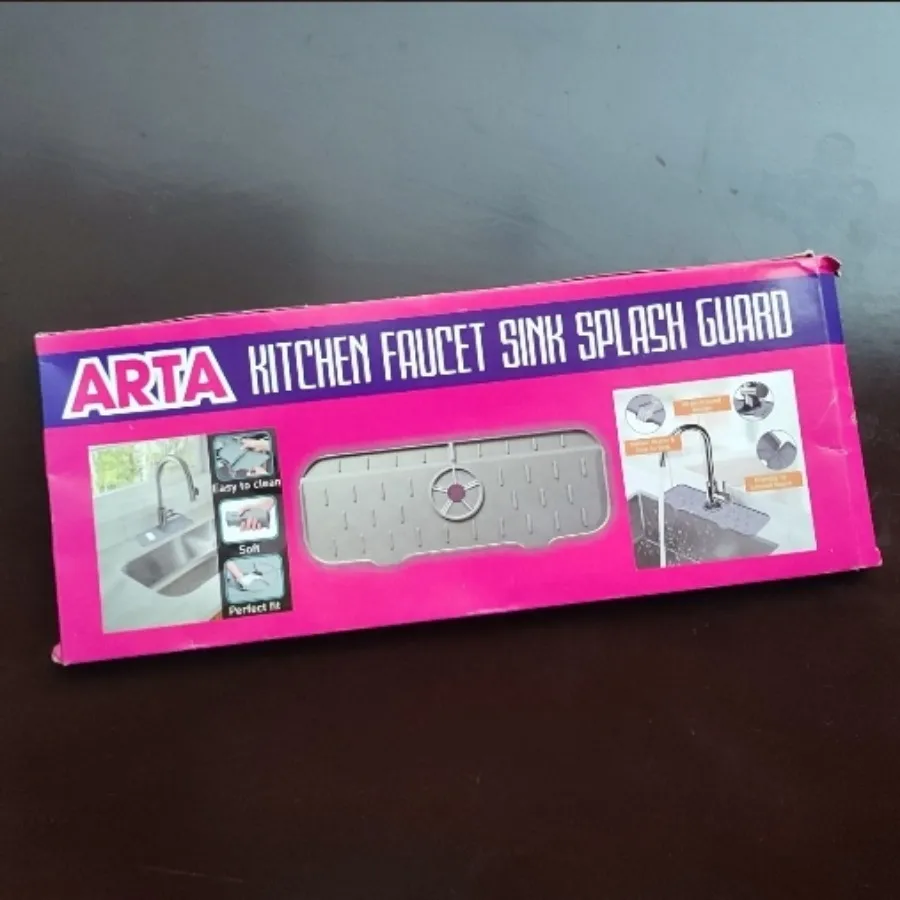 ARTA
KITCHEN FAUCET SINK SPLASH GUARD
Easy to clean
Soft
Perfect fit